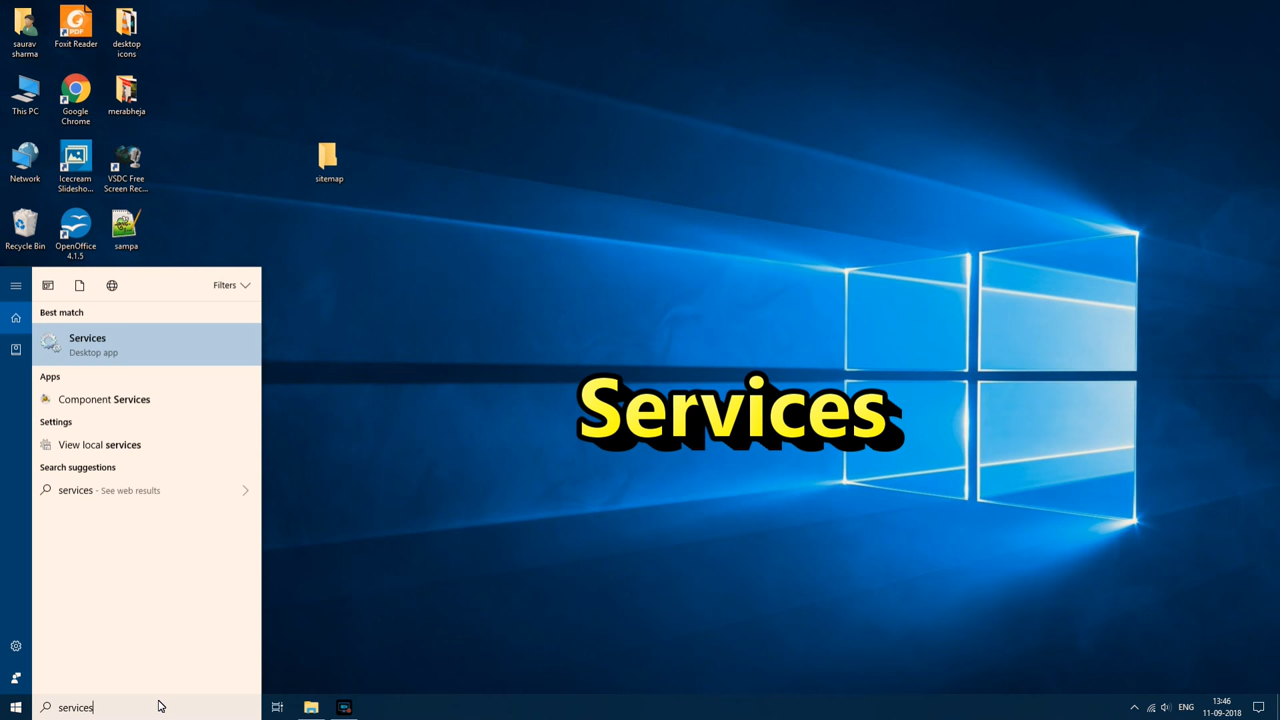 saurav
sharma
Foxit Reader
desktop
icons
This PC
Google
Chrome
merabheja
Network
Icecream
Slidesho...
VSDC Free
Screen Rec...
sitemap
Recycle Bin
OpenOffice
4.1.5
sampa
Filters
Best match
Services
Desktop app
Apps
Component Services
Settings
View local services
Search suggestions
services - See web results
services
Services
ENG
13:46
11-09-2018